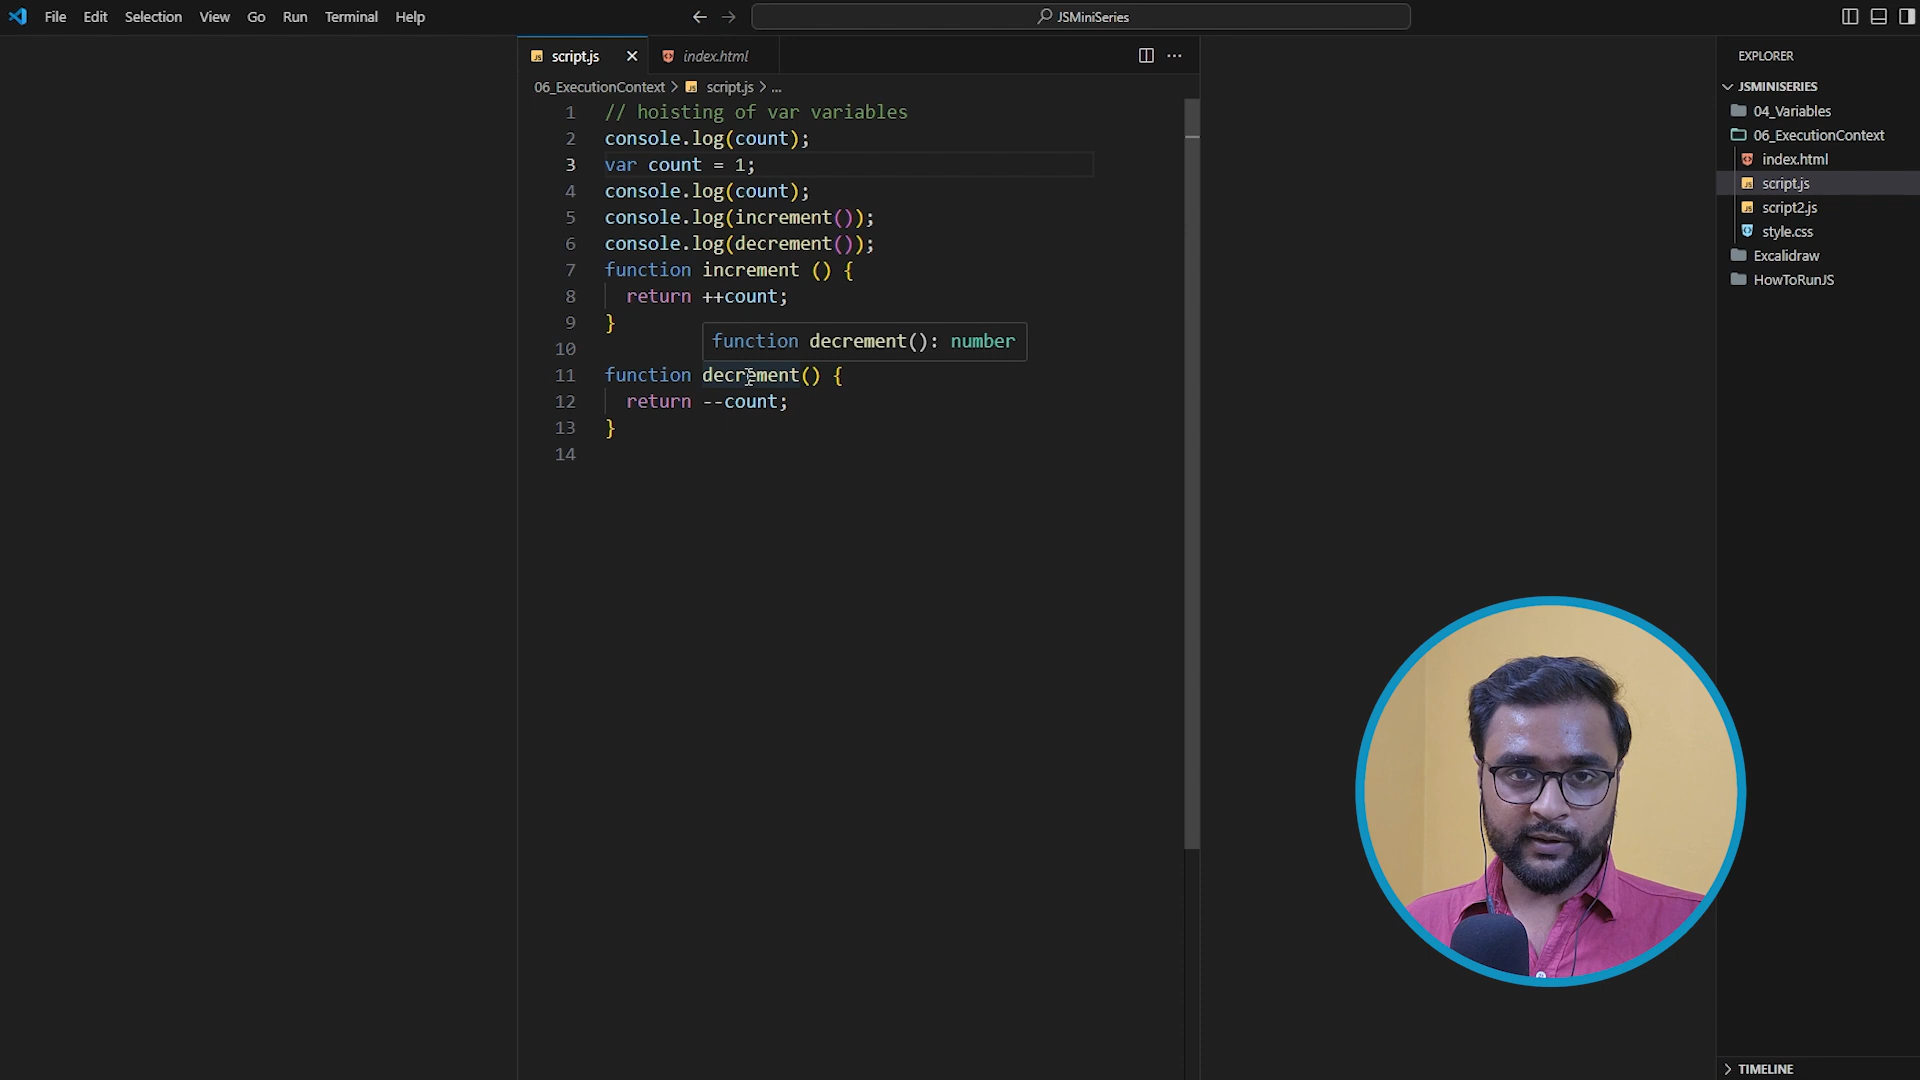 File Edit Selection View Go Run Terminal Help
JSMiniSeries
script.js
index.html
06_ExecutionContext > script.js > ...
1 // hoisting of var variables
2 console.log(count);
3 var count = 1;
4 console.log(count);
5 console.log(increment());
6 console.log(decrement());
7 function increment () {
8 return ++count;
9 }
10
function decrement(): number
11 function decrement() {
12 return --count;
13 }
14
EXPLORER
JSMINISERIES
04_Variables
06_ExecutionContext
index.html
script.js
script2.js
style.css
Excalidraw
HowToRunJS
TIMELINE